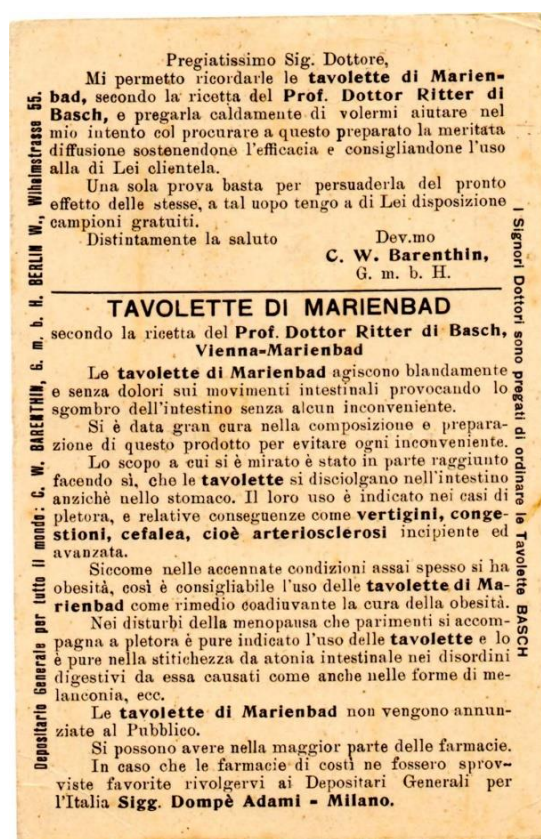 Pregiatissimo Sig. Dottore,
Mi permetto ricordarle le tavolette di Marien-
bad, secondo la ricetta del Prof. Dottor Ritter di
Basch, e pregarla caldamente di volermi aiutare nel
mio intento col procurare a questo preparato la meritata
diffusione sostenendone l'efficacia e consigliandone l'uso
alla di Lei clientela.
Una sola prova basta per persuaderla del pronto
effetto delle stesse, a tal uopo tengo a di Lei disposizione
campioni gratuiti.
Distintamente la saluto Dev.mo
C. W. Barenthin,
G. m. b. H.
TAVOLETTE DI MARIENBAD
secondo la ricetta del Prof. Dottor Ritter di Basch,
Vienna-Marienbad
Le tavolette di Marienbad agiscono blandamente
e senza dolori sui movimenti intestinali provocando lo
sgombro dell'intestino senza alcun inconveniente.
Si è data gran cura nella composizione e prepara-
zione di questo prodotto per evitare ogni inconveniente.
Lo scopo a cui si è mirato è stato in parte raggiunto
facendo sì, che le tavolette si disciolgano nell'intestino
anzichè nello stomaco. Il loro uso è indicato nei casi di
pletora, e relative conseguenze come vertigini, conge-
stioni, cefalea, cioè arteriosclerosi incipiente ed
avanzata.
Siccome nelle accennate condizioni assai spesso si ha
obesità, così è consigliabile l'uso delle tavolette di Ma-
rienbad come rimedio coadiuvante la cura della obesità.
Nei disturbi della menopausa che parimenti si accom-
pagna a pletora è pure indicato l'uso delle tavolette e lo
è pure nella stitichezza da atonia intestinale nei disordini
digestivi da essa causati come anche nelle forme di me-
lanconia, ecc.
Le tavolette di Marienbad non vengono annun-
ziate al Pubblico.
Si possono avere nella maggior parte delle farmacie.
In caso che le farmacie di costì ne fossero sprov-
viste favorite rivolgervi ai Depositari Generali per
l'Italia Sigg. Dompè Adami - Milano.
Depositario Generale per tutto il mondo: C. W. BARENTHIN, G. m. b. H. BERLIN W., Wilhelmstrasse 55.
I Signori Dottori sono pregati di ordinare le Tavolette BASCH